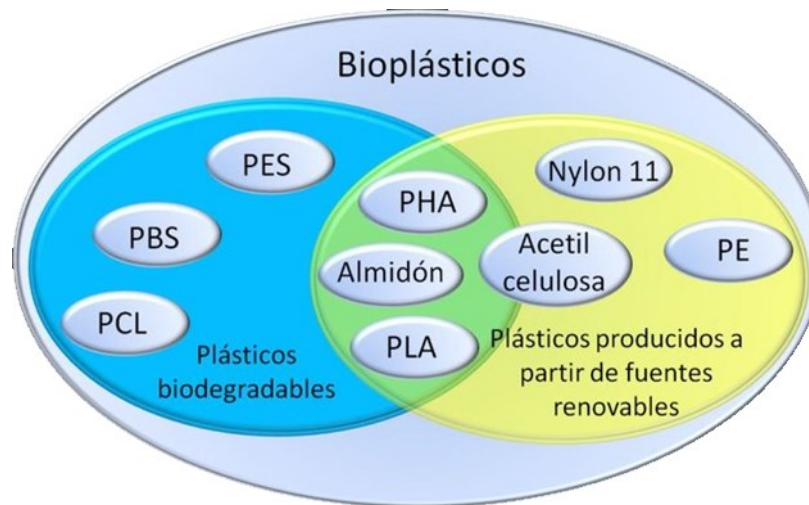 Bioplásticos
PES
PBS
PCL
Plásticos
biodegradables
PHA
Almidón
PLA
Nylon 11
Acetil
celulosa
PE
Plásticos producidos a
partir de fuentes
renovables